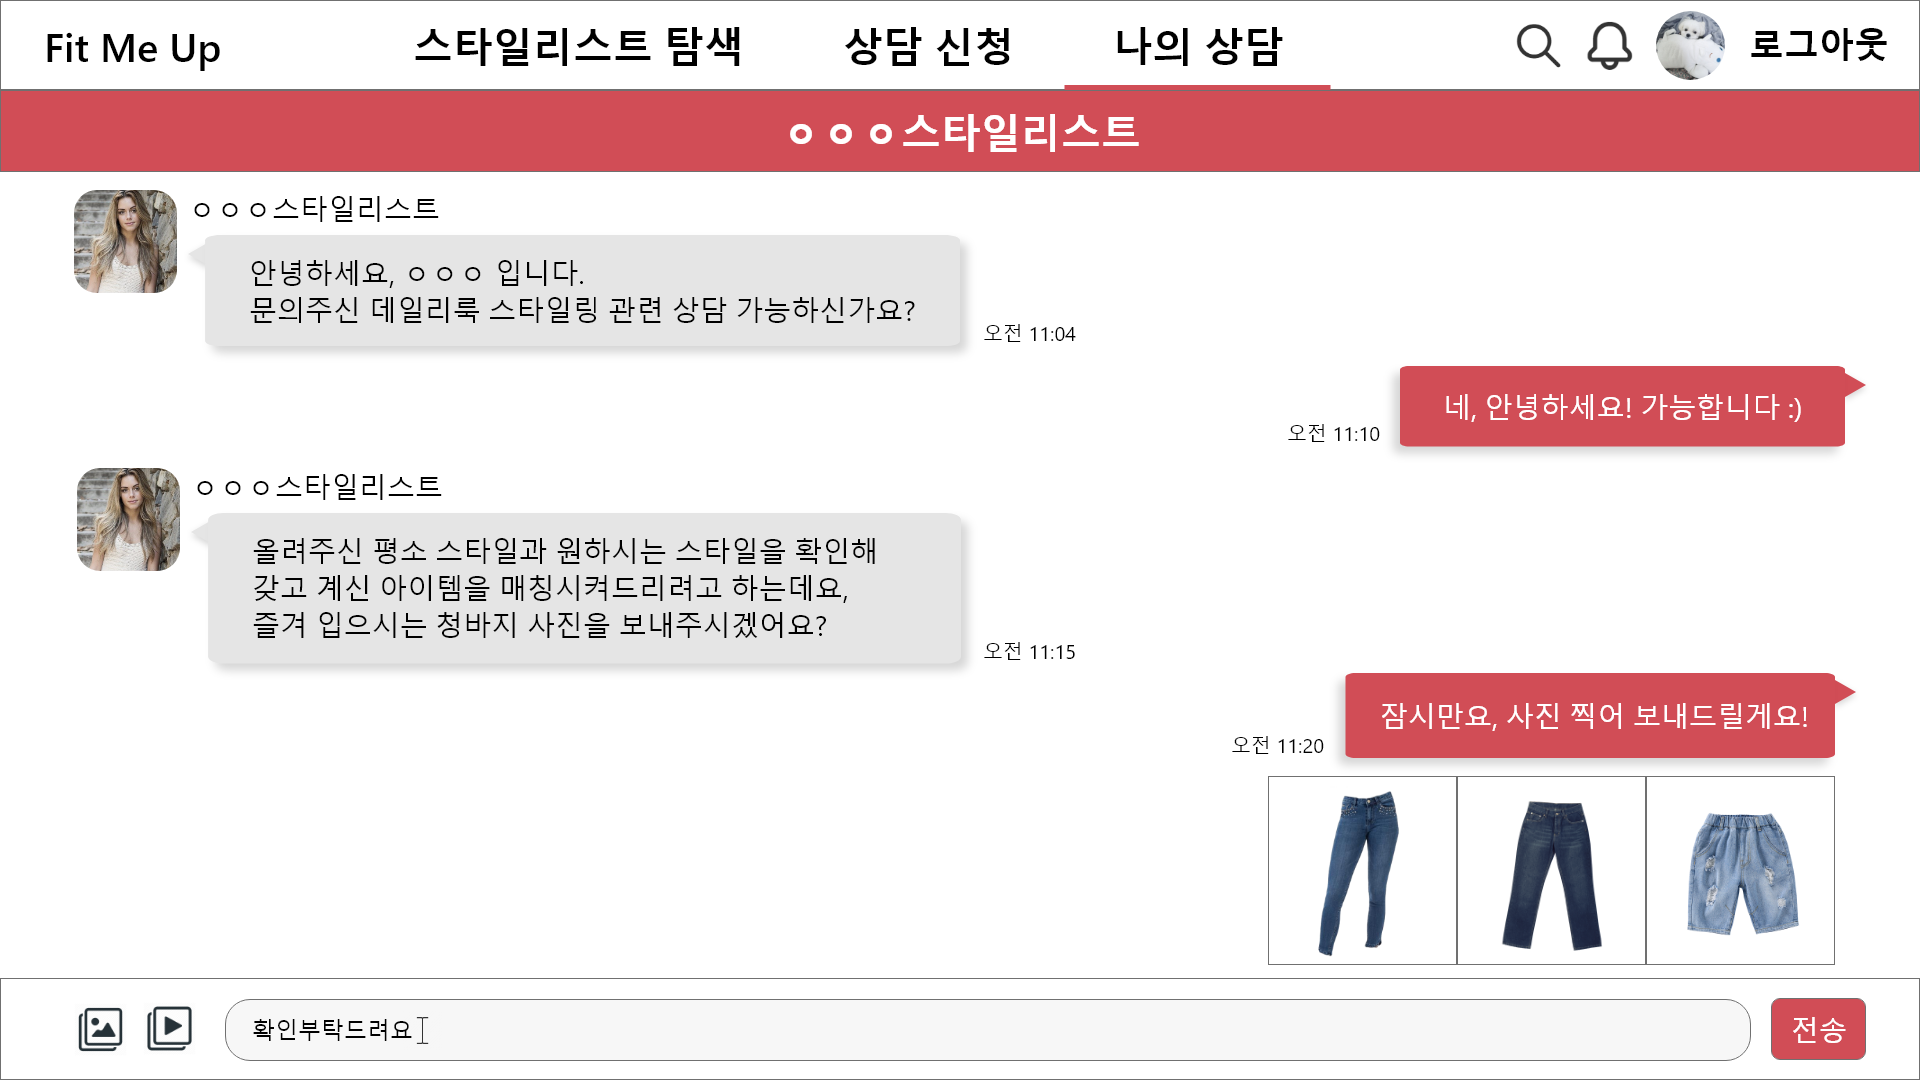 Fit Me Up 스타일리스트 탐색 상담 신청 나의 상담 로그아웃
ㅇㅇㅇ스타일리스트
ㅇㅇㅇ스타일리스트
안녕하세요, ㅇㅇㅇ 입니다.
문의주신 데일리룩 스타일링 관련 상담 가능하신가요?
오전 11:04
네, 안녕하세요! 가능합니다 :)
오전 11:10
ㅇㅇㅇ스타일리스트
올려주신 평소 스타일과 원하시는 스타일을 확인해
갖고 계신 아이템을 매칭시켜드리려고 하는데요,
즐겨 입으시는 청바지 사진을 보내주시겠어요?
오전 11:15
잠시만요, 사진 찍어 보내드릴게요!
오전 11:20
확인부탁드려요
전송